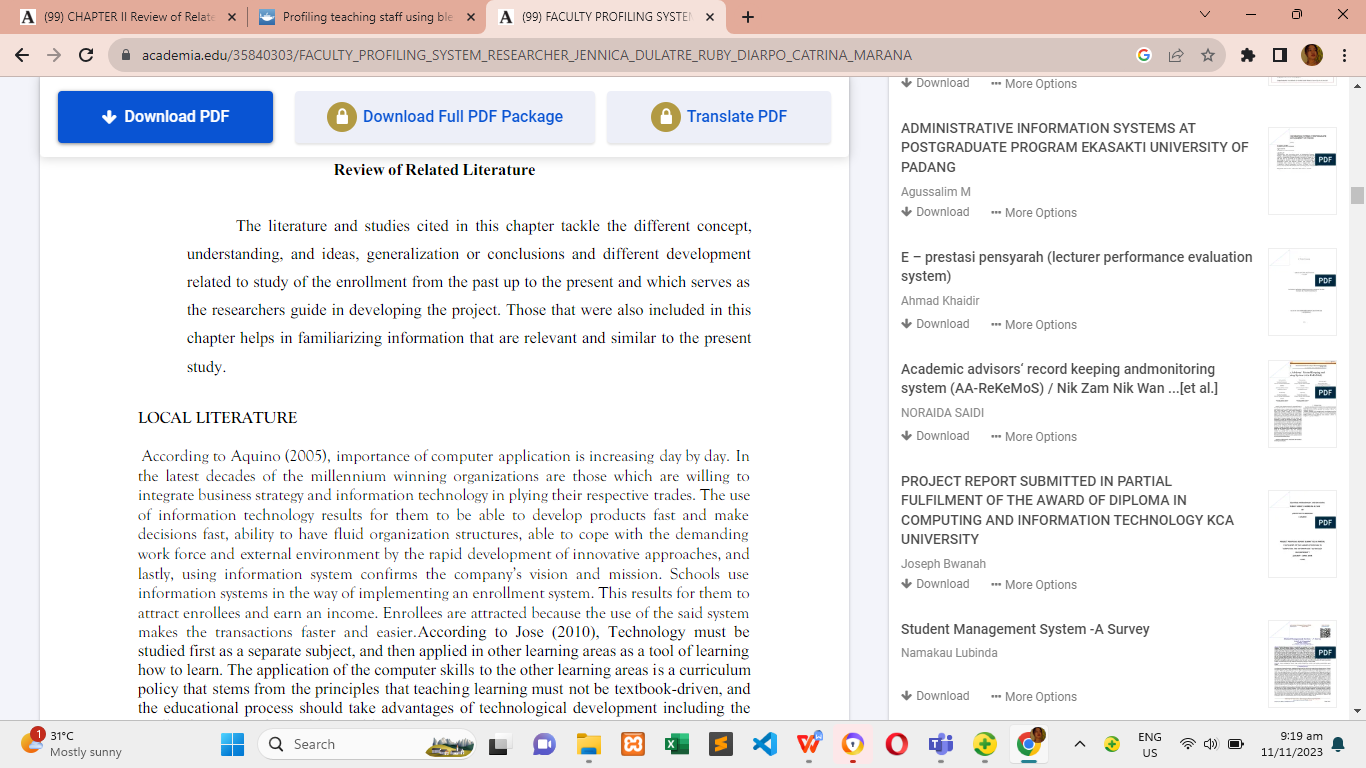 (99) CHAPTER II Review of Relate
Profiling teaching staff using ble
(99) FACULTY PROFILING SYSTEM
academia.edu/35840303/FACULTY_PROFILING_SYSTEM_RESEARCHER_JENNICA_DULATRE_RUBY_DIARPO_CATRINA_MARANA
Download PDF
Download Full PDF Package
Translate PDF
Review of Related Literature
The literature and studies cited in this chapter tackle the different concept,
understanding, and ideas, generalization or conclusions and different development
related to study of the enrollment from the past up to the present and which serves as
the researchers guide in developing the project. Those that were also included in this
chapter helps in familiarizing information that are relevant and similar to the present
study.
LOCAL LITERATURE
According to Aquino (2005), importance of computer application is increasing day by day. In
the latest decades of the millennium winning organizations are those which are willing to
integrate business strategy and information technology in plying their respective trades. The use
of information technology results for them to be able to develop products fast and make
decisions fast, ability to have fluid organization structures, able to cope with the demanding
work force and external environment by the rapid development of innovative approaches, and
lastly, using information system confirms the company's vision and mission. Schools use
information systems in the way of implementing an enrollment system. This results for them to
attract enrollees and earn an income. Enrollees are attracted because the use of the said system
makes the transactions faster and easier.According to Jose (2010), Technology must be
studied first as a separate subject, and then applied in other learning areas as a tool of learning
how to learn. The application of the computer skills to the other learning areas is a curriculum
policy that stems from the principles that teaching learning must not be textbook-driven, and
the educational process should take advantages of technological development including the
Download
More Options
ADMINISTRATIVE INFORMATION SYSTEMS AT
POSTGRADUATE PROGRAM EKASAKTI UNIVERSITY OF
PADANG
Agussalim M
Download
More Options
PDF
E – prestasi pensyarah (lecturer performance evaluation
system)
Ahmad Khaidir
Download
More Options
PDF
Academic advisors' record keeping andmonitoring
system (AA-ReKeMoS) / Nik Zam Nik Wan ...[et al.]
NORAIDA SAIDI
Download
More Options
PDF
PROJECT REPORT SUBMITTED IN PARTIAL
FULFILMENT OF THE AWARD OF DIPLOMA IN
COMPUTING AND INFORMATION TECHNOLOGY KCA
UNIVERSITY
Joseph Bwanah
Download
More Options
PDF
Student Management System -A Survey
Namakau Lubinda
Download
More Options
PDF
1
31°C
Mostly sunny
Search
ENG
US
9:19 am
11/11/2023